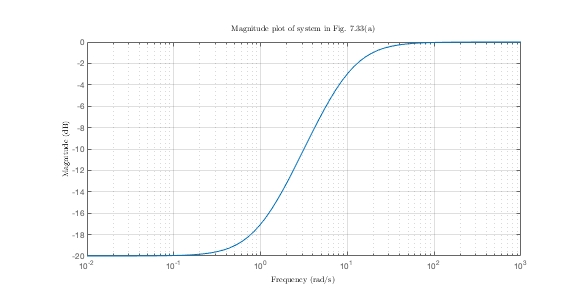 Magnitude plot of system in Fig. 7.33(a)
0
-2
-4
-6
-8
-10
-12
-14
-16
-18
-20
Magnetude (dB)
10^-2 10^-1 10^0 10^1 10^2 10^3
Frequency (rad/s)